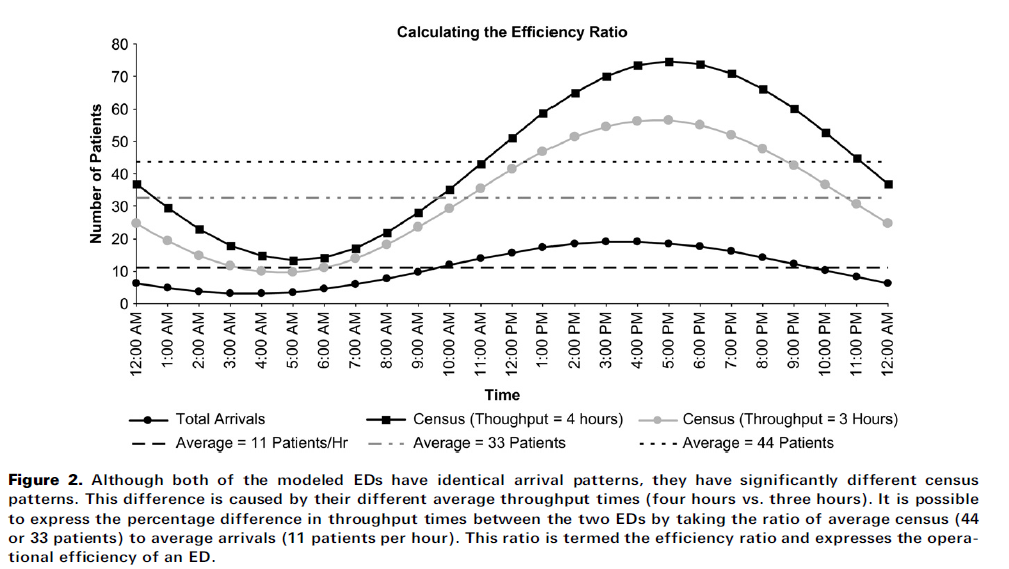 Calculating the Efficiency Ratio
Number of Patients
80
70
60
50
40
30
20
10
0
12:00 AM
1:00 AM
2:00 AM
3:00 AM
4:00 AM
5:00 AM
6:00 AM
7:00 AM
8:00 AM
9:00 AM
10:00 AM
11:00 AM
12:00 PM
1:00 PM
2:00 PM
3:00 PM
4:00 PM
5:00 PM
6:00 PM
7:00 PM
8:00 PM
9:00 PM
10:00 PM
11:00 PM
12:00 AM
Time
Total Arrivals
Census (Thoughput = 4 hours)
Census (Throughput = 3 Hours)
Average = 11 Patients/Hr
Average = 33 Patients
Average = 44 Patients
Figure 2. Although both of the modeled EDs have identical arrival patterns, they have significantly different census
patterns. This difference is caused by their different average throughput times (four hours vs. three hours). It is possible
to express the percentage difference in throughput times between the two EDs by taking the ratio of average census (44
or 33 patients) to average arrivals (11 patients per hour). This ratio is termed the efficiency ratio and expresses the opera-
tional efficiency of an ED.